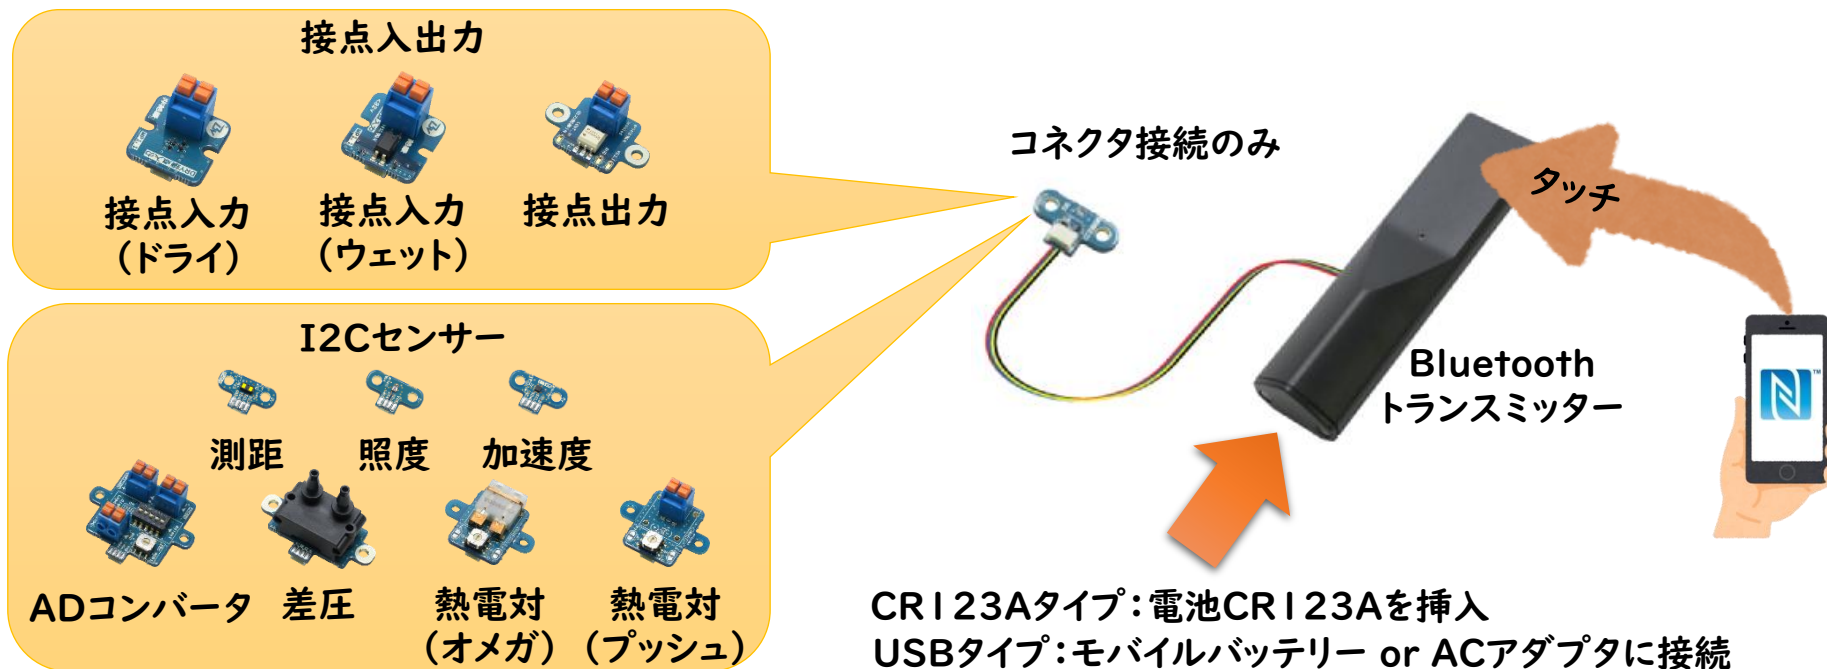 接点入出力
接点入力
(ドライ)
接点入力
(ウェット)
接点出力
I2Cセンサー
測距
照度
加速度
ADコンバータ
差圧
熱電対
(オメガ)
熱電対
(プッシュ)
コネクタ接続のみ
タッチ
Bluetooth
トランスミッター
CR123Aタイプ:電池CR123Aを挿入
USBタイプ:モバイルバッテリー or ACアダプタに接続